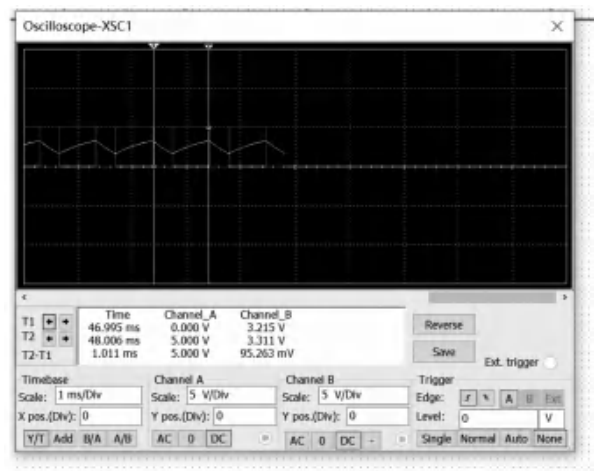 Oscilloscope-XSC1
Time Channel_A Channel_B
T1 46.995 ms 0.000 V 3.215 V
T2 48.006 ms 5.000 V 3.311 V
T2-T1 1.011 ms 5.000 V 95.263 mV
Reverse
Save
Ext. trigger
Timebase Channel A Channel B Trigger
Scale: 1 ms/Div Scale: 5 V/Div Scale: 5 V/Div Edge: A B Ext
X pos.(Div): 0 Y pos.(Div): 0 Y pos.(Div): 0 Level: 0 V
Y/T Add B/A A/B AC 0 DC AC 0 DC - Single Normal Auto None